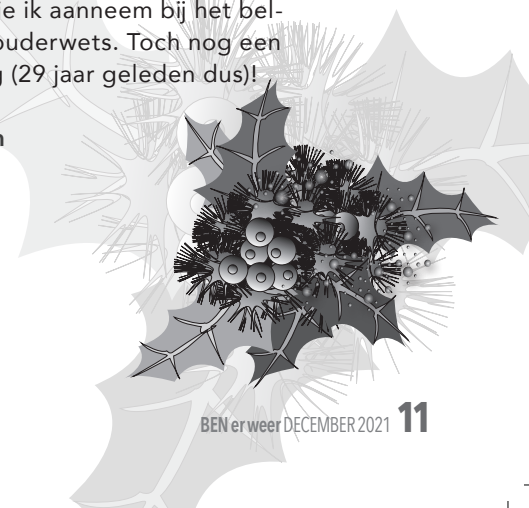 je ik aanneem bij het bel-
ouderwets. Toch nog een
g (29 jaar geleden dus)!
n
BEN er weer DECEMBER 2021 11